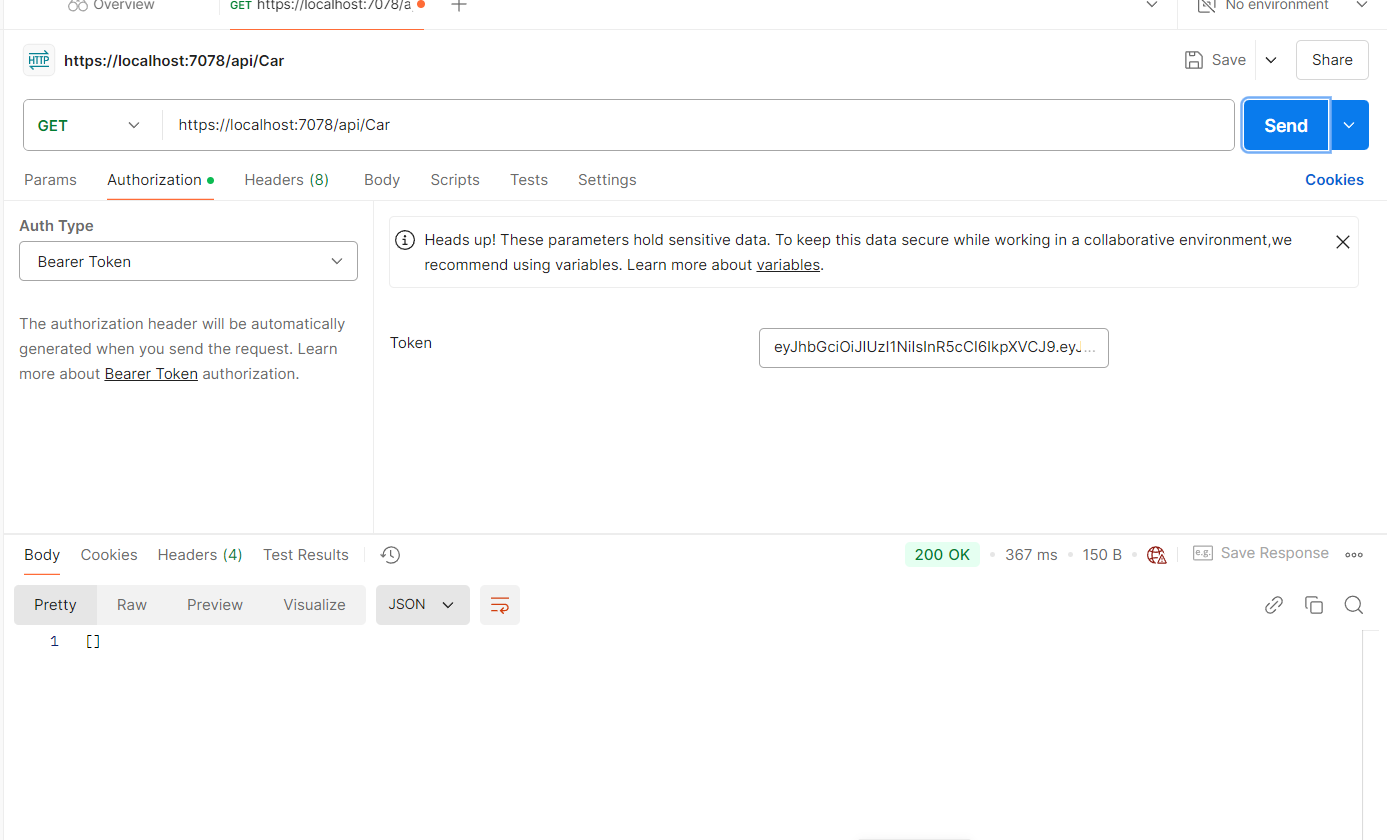 Overview
GET https://localhost:7078/a
No environment
HTTP https://localhost:7078/api/Car
Save
Share
GET
https://localhost:7078/api/Car
Send
Params Authorization Headers (8) Body Scripts Tests Settings Cookies
Auth Type
Bearer Token
The authorization header will be automatically
generated when you send the request. Learn
more about Bearer Token authorization.
Heads up! These parameters hold sensitive data. To keep this data secure while working in a collaborative environment,we
recommend using variables. Learn more about variables.
Token
eyJhbGciOiJIUzI1NiIsInR5cCI6IkpXVCJ9.eyJ...
Body Cookies Headers (4) Test Results
200 OK • 367 ms • 150 B •
e.g. Save Response
Pretty Raw Preview Visualize JSON
1 []